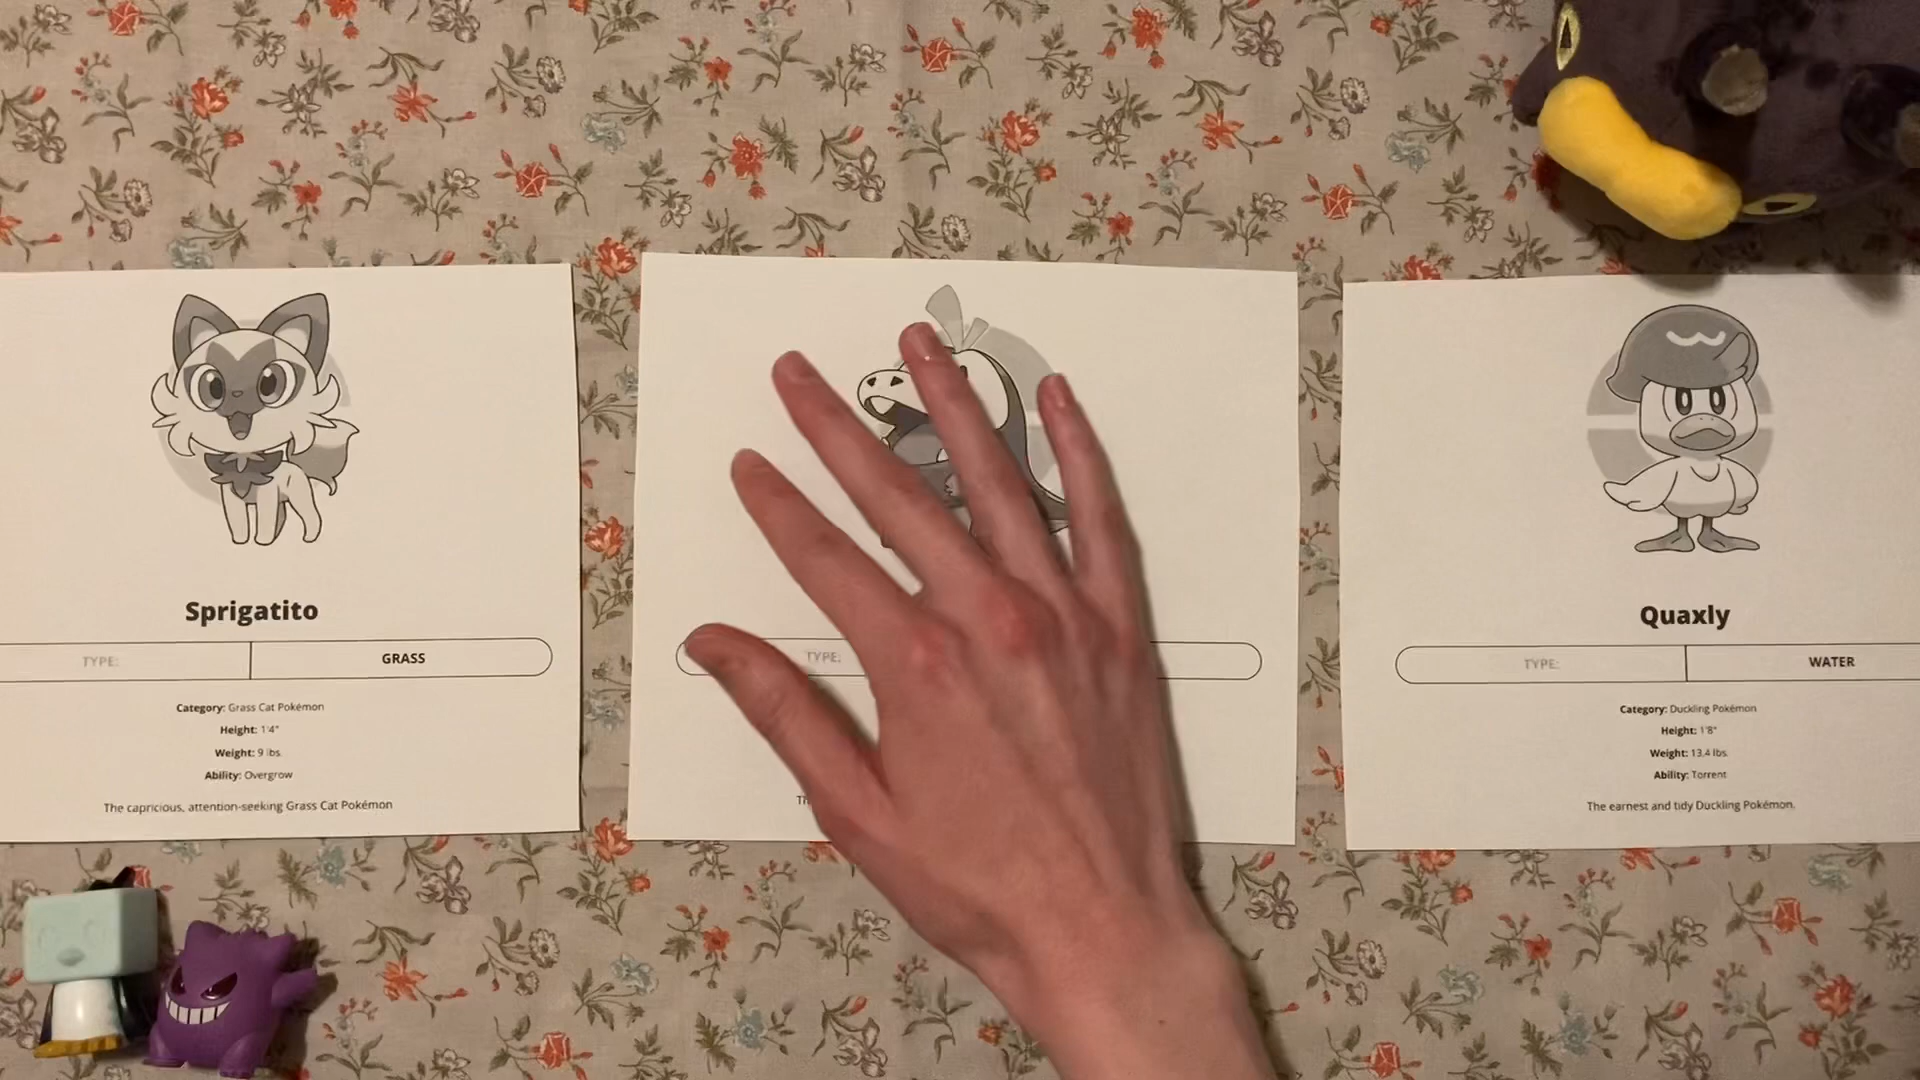 Sprigatito
TYPE: GRASS
Category: Grass Cat Pokémon
Height: 1'4"
Weight: 9 lbs.
Ability: Overgrow
The capricious, attention-seeking Grass Cat Pokémon
TYPE:
Quaxly
TYPE: WATER
Category: Duckling Pokémon
Height: 1'8"
Weight: 13.4 lbs.
Ability: Torrent
The earnest and tidy Duckling Pokémon.